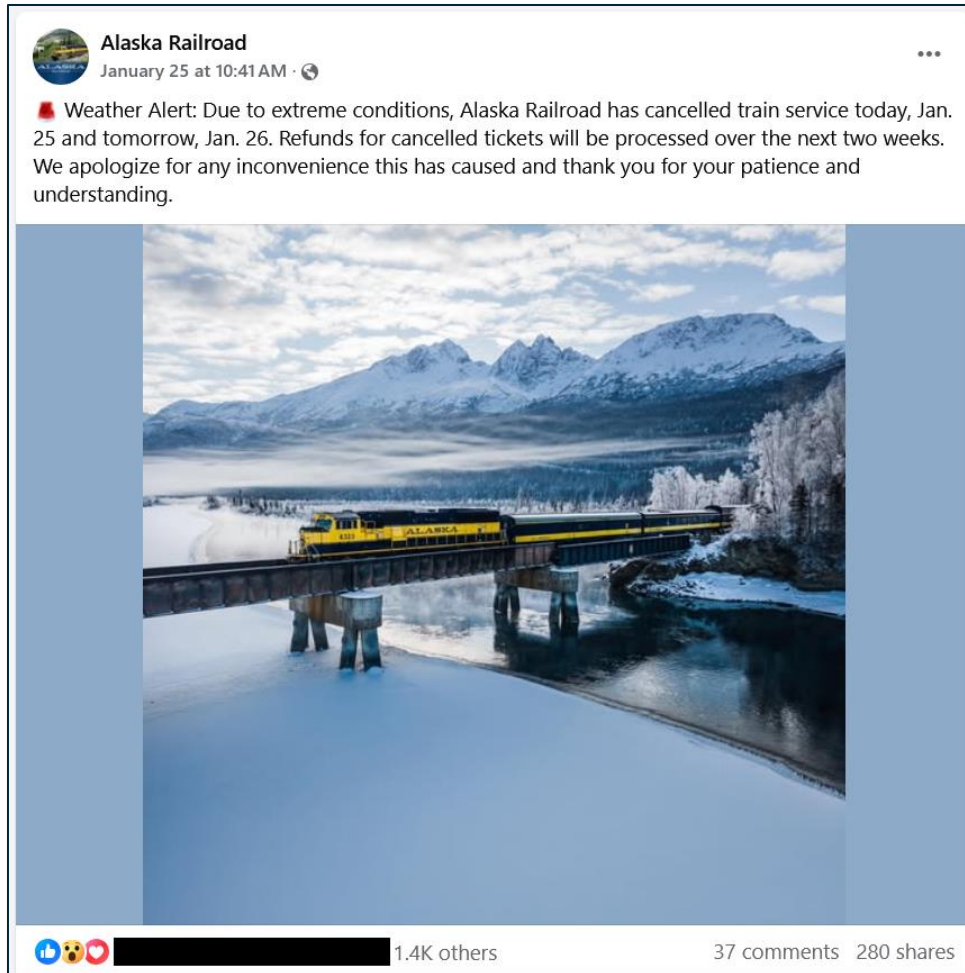 Alaska Railroad
January 25 at 10:41 AM ·
Weather Alert: Due to extreme conditions, Alaska Railroad has cancelled train service today, Jan.
25 and tomorrow, Jan. 26. Refunds for cancelled tickets will be processed over the next two weeks.
We apologize for any inconvenience this has caused and thank you for your patience and
understanding.
ALASKA
4323
ALASKA
1.4K others
37 comments 280 shares